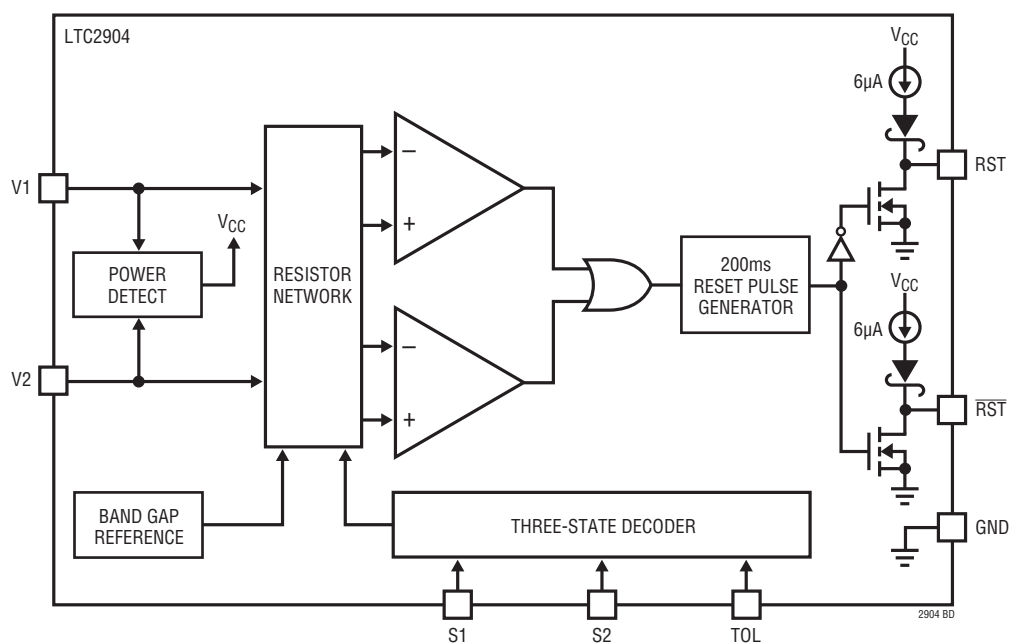 LTC2904
V1
V2
POWER
DETECT
VCC
RESISTOR
NETWORK
–
+
–
+
200ms
RESET PULSE
GENERATOR
VCC
6µA
RST
VCC
6µA
R̅S̅T̅
GND
BAND GAP
REFERENCE
THREE-STATE DECODER
S1
S2
TOL
2904 BD